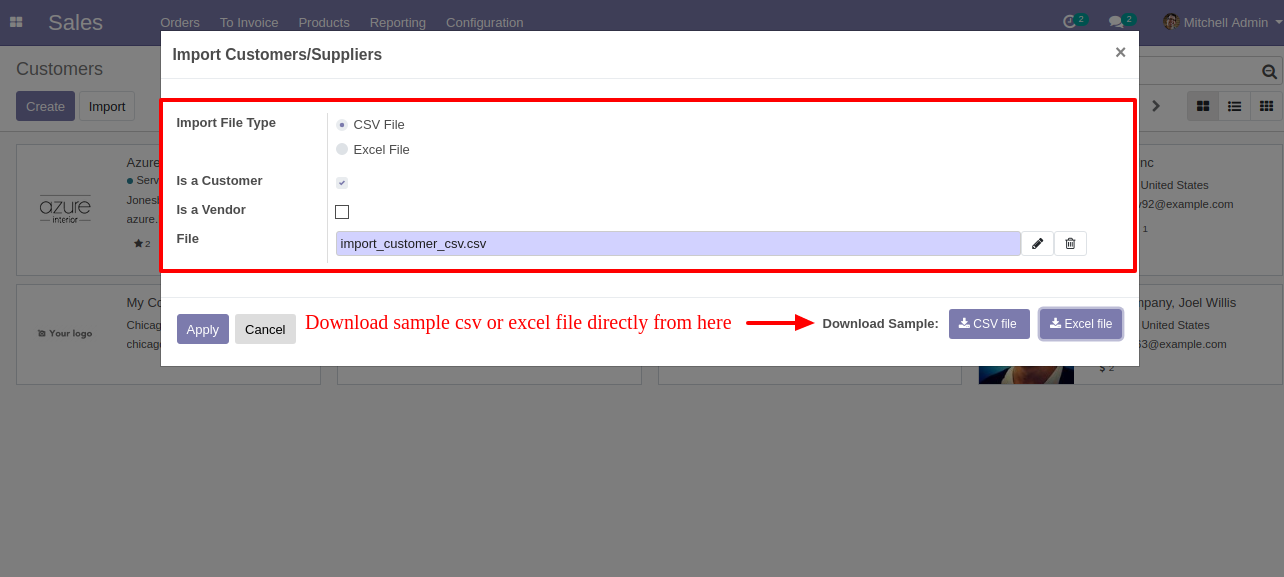 Sales
Orders To Invoice Products Reporting Configuration
2 2 Mitchell Admin
Import Customers/Suppliers ×
Customers
Create Import
Import File Type
CSV File
Excel File
Is a Customer
Is a Vendor
File
import_customer_csv.csv
Azure
Serv
Jonesb
azure.
2
azure
interior
nc
United States
v92@example.com
1
Apply Cancel
Download sample csv or excel file directly from here
Download Sample: CSV file Excel file
My Co
Chicag
chicag
Your logo
mpany, Joel Willis
United States
63@example.com
$ 2